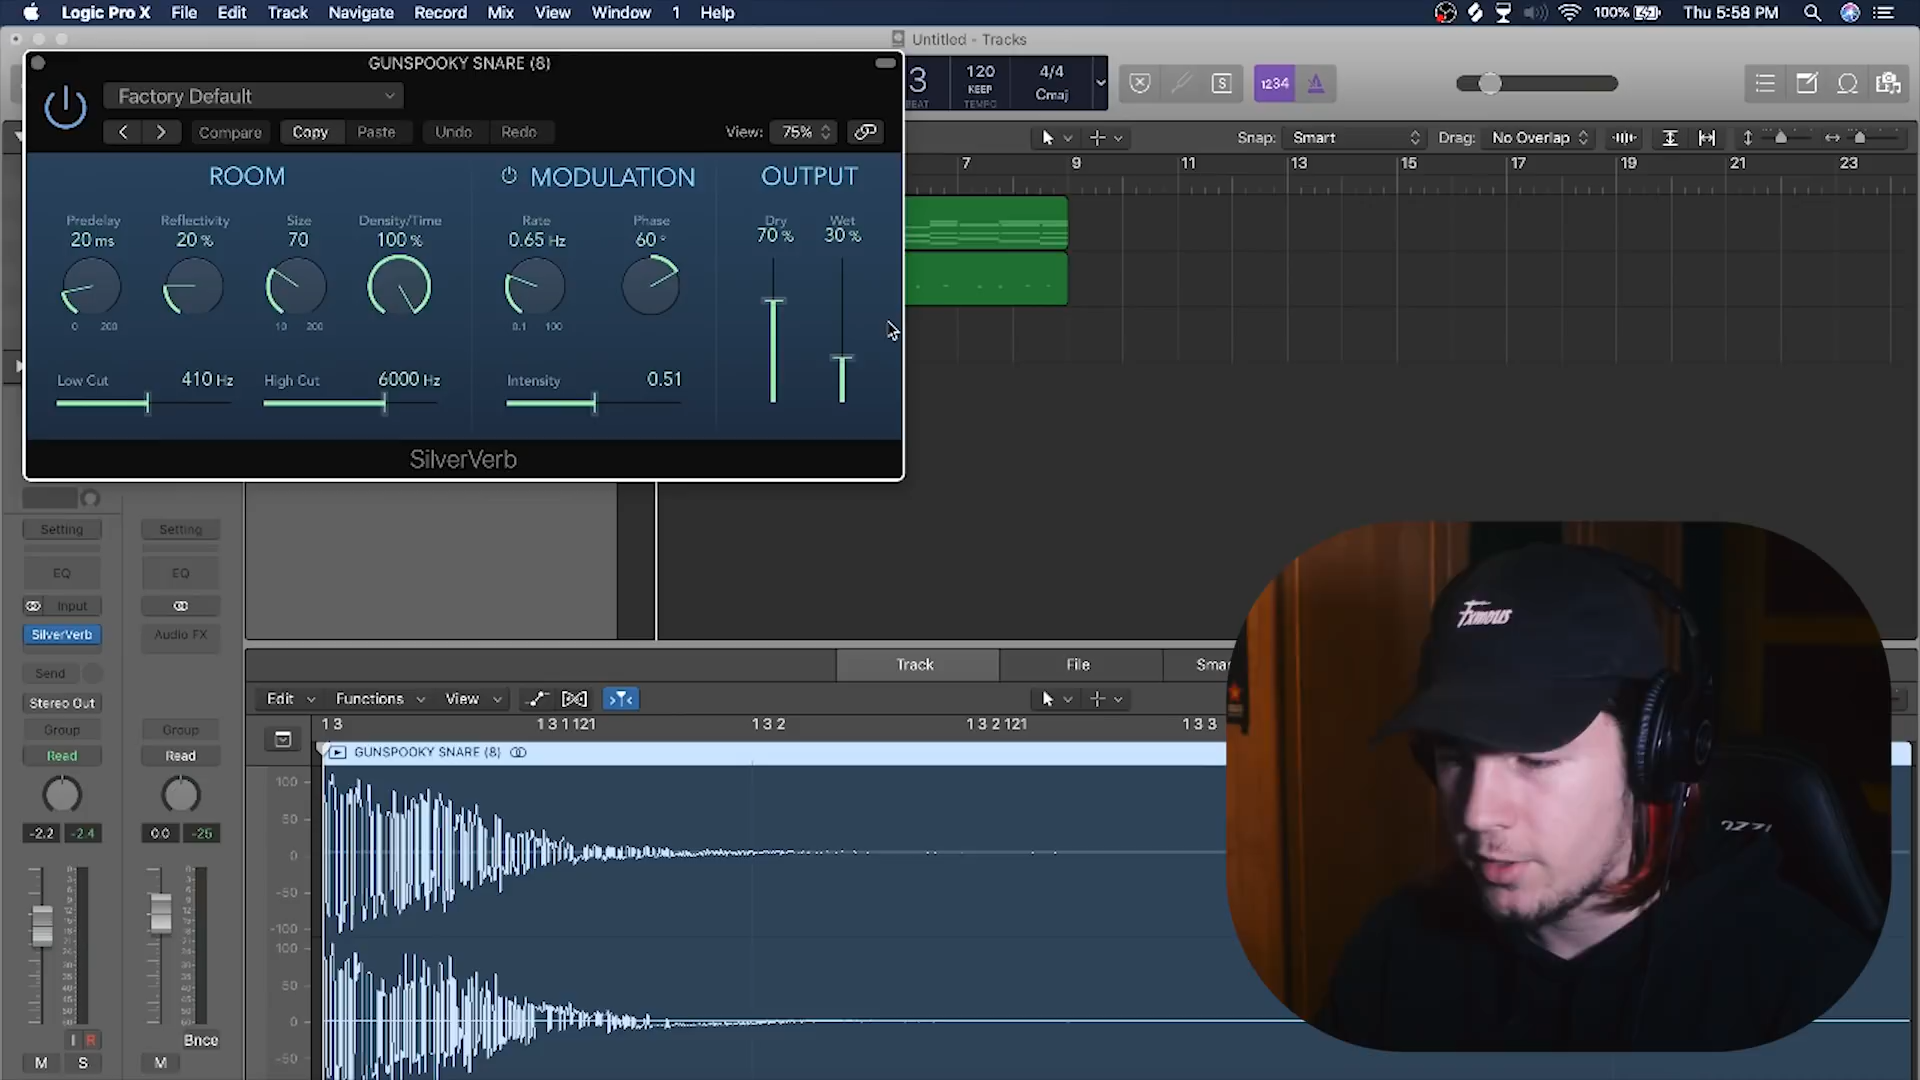 Logic Pro X File Edit Track Navigate Record Mix View Window 1 Help 100% Thu 5:58 PM
Untitled - Tracks
GUNSPOOKY SNARE (8)
Factory Default
Compare Copy Paste Undo Redo View: 75%
3 120 4/4
BEAT KEEP Cmaj
TEMPO
S 1234
Snap: Smart Drag: No Overlap
7 9 11 13 15 17 19 21 23
ROOM MODULATION OUTPUT
Predelay Reflectivity Size Density/Time Rate Phase Dry Wet
20 ms 20 % 70 100 % 0.65 Hz 60 ° 70 % 30 %
0 200 10 200 0.1 100
Low Cut 410 Hz High Cut 6000 Hz Intensity 0.51
SilverVerb
Setting Setting
EQ EQ
Input
SilverVerb Audio FX
Send
Stereo Out
Group Group
Read Read
-2.2 -2.4 0.0 -25
I R Bnce
M S M
Track File Smar
Edit Functions View
1 3 1 3 1 121 1 3 2 1 3 2 121 1 3 3
GUNSPOOKY SNARE (8)
100
50
0
-50
-100
100
50
0
-50
Fxmous